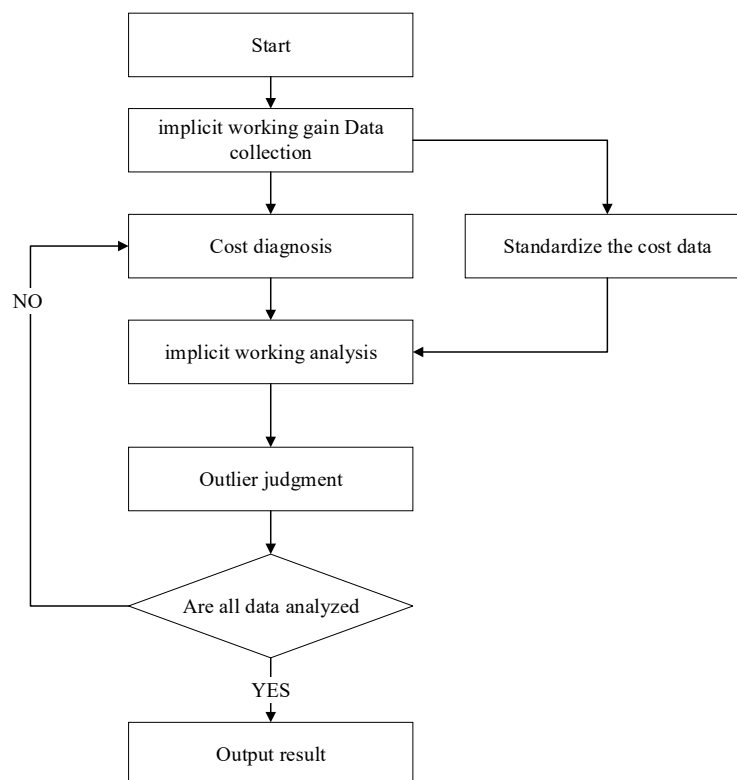 Start
implicit working gain Data
collection
Cost diagnosis
Standardize the cost data
NO
implicit working analysis
Outlier judgment
Are all data analyzed
YES
Output result